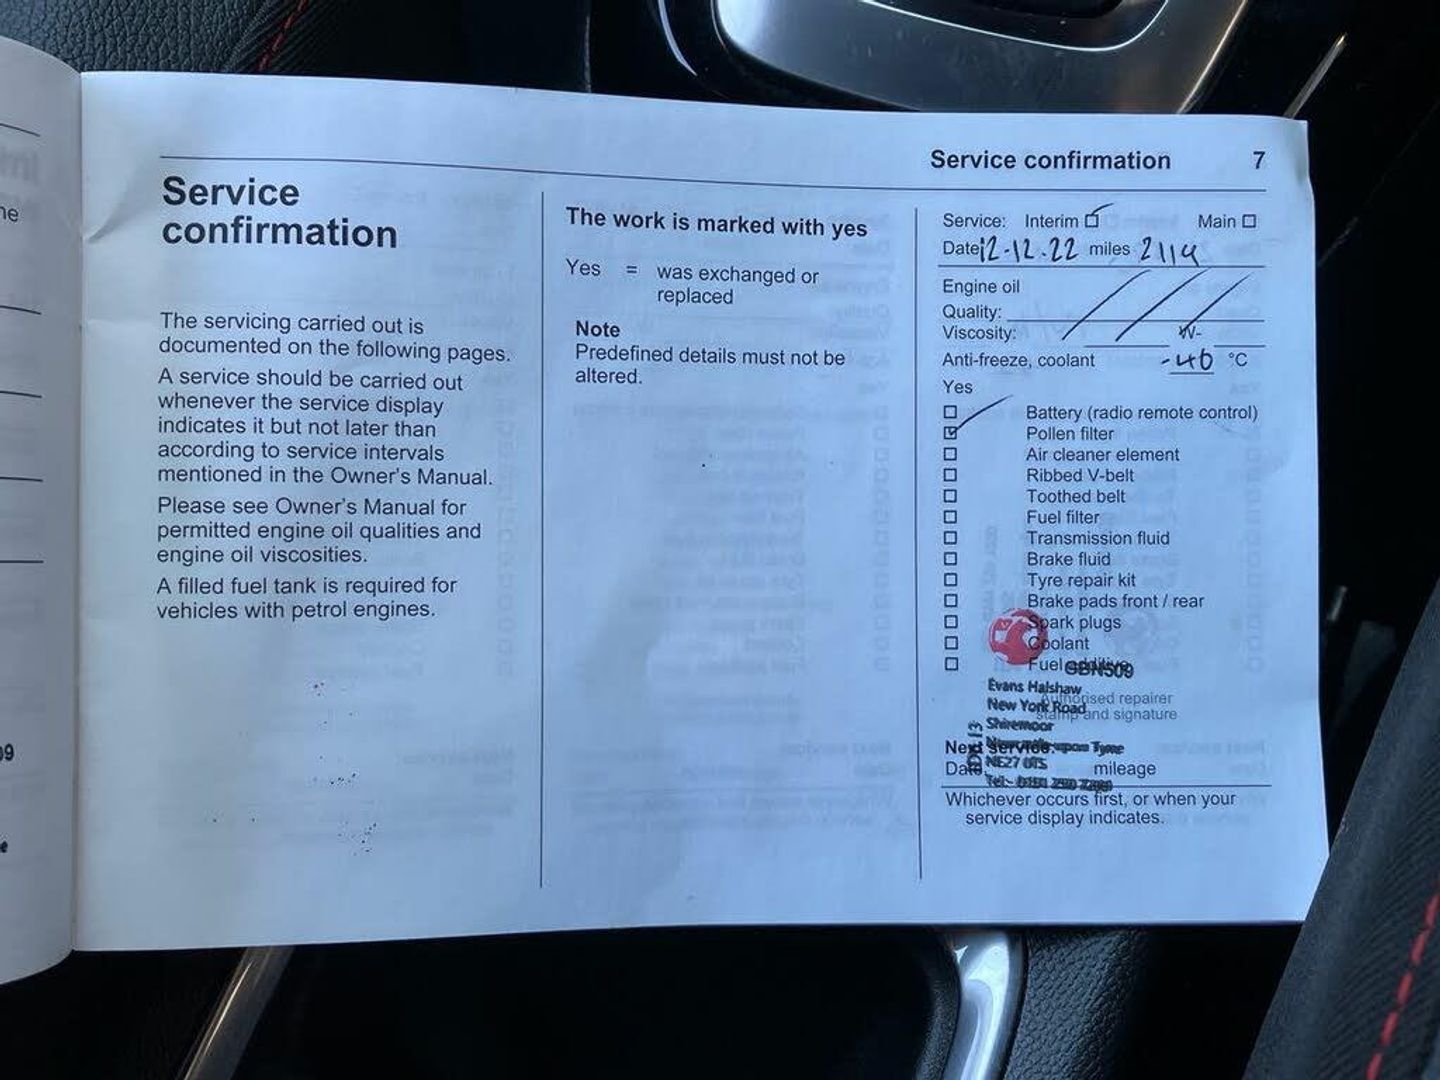 Service confirmation 7
Service
confirmation
The servicing carried out is
documented on the following pages.
A service should be carried out
whenever the service display
indicates it but not later than
according to service intervals
mentioned in the Owner's Manual.
Please see Owner's Manual for
permitted engine oil qualities and
engine oil viscosities.
A filled fuel tank is required for
vehicles with petrol engines.
The work is marked with yes
Yes = was exchanged or
replaced
Note
Predefined details must not be
altered.
Service: Interim Main
Date 12-12.22 miles 2114
Engine oil
Quality:
Viscosity: W-
Anti-freeze, coolant -40 °C
Yes
Battery (radio remote control)
Pollen filter
Air cleaner element
Ribbed V-belt
Toothed belt
Fuel filter
Transmission fluid
Brake fluid
Tyre repair kit
Brake pads front / rear
Spark plugs
Coolant
Fuel additive
GBN509
Evans Halshaw
Authorised repairer
New York Road
stamp and signature
Shiremoor
Next service:
Newcastle upon Tyne
Date mileage
NE27 0TS
Whichever occurs first, or when your
service display indicates.
09